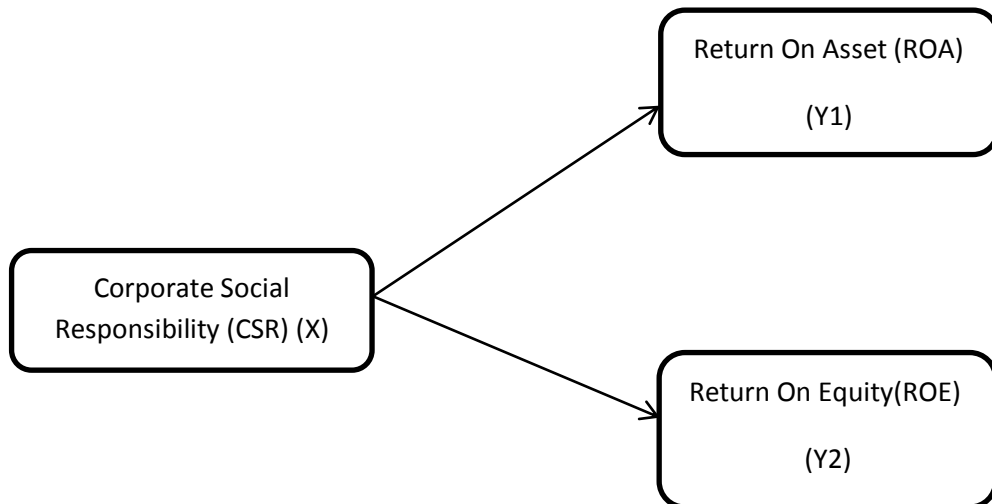 Return On Asset (ROA)
(Y1)
Corporate Social
Responsibility (CSR) (X)
Return On Equity(ROE)
(Y2)